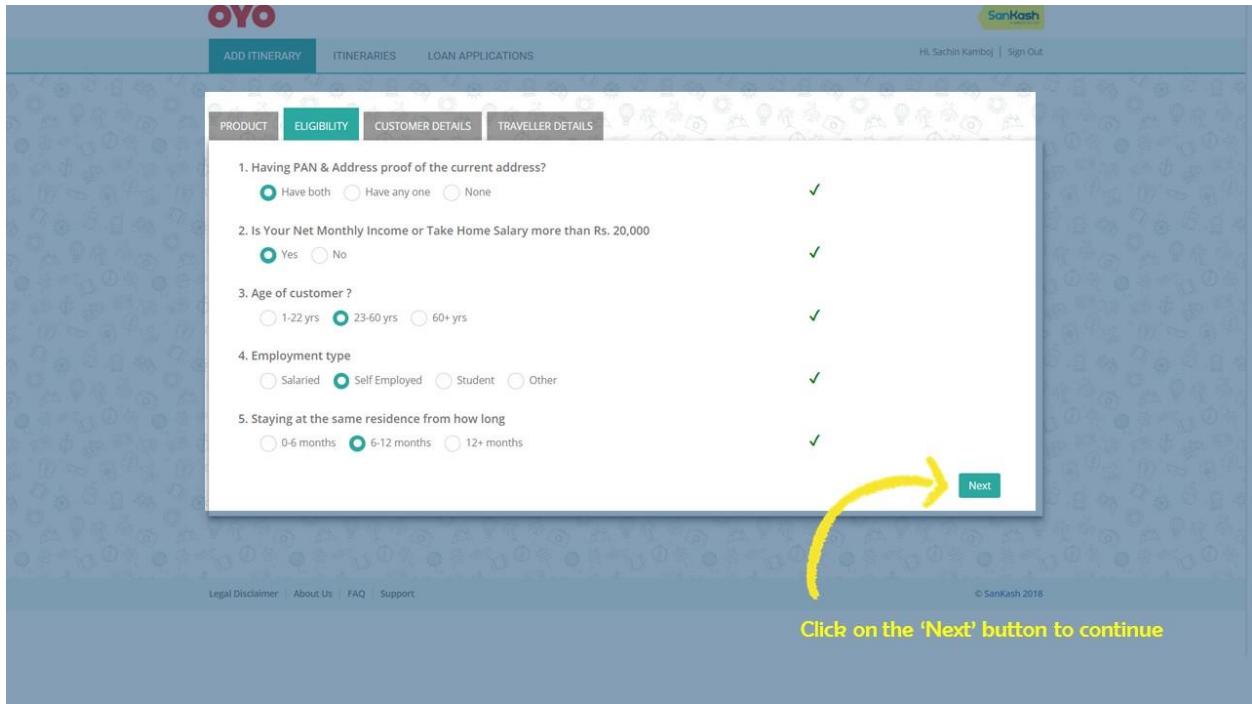 OYO
SanKash
ADD ITINERARY ITINERARIES LOAN APPLICATIONS
Hi, Sachin Kamboj | Sign Out
PRODUCT ELIGIBILITY CUSTOMER DETAILS TRAVELLER DETAILS
1. Having PAN & Address proof of the current address?
Have both Have any one None
2. Is Your Net Monthly Income or Take Home Salary more than Rs. 20,000
Yes No
3. Age of customer ?
1-22 yrs 23-60 yrs 60+ yrs
4. Employment type
Salaried Self Employed Student Other
5. Staying at the same residence from how long
0-6 months 6-12 months 12+ months
Next
Legal Disclaimer | About Us | FAQ | Support
© SanKash 2018
Click on the ‘Next’ button to continue